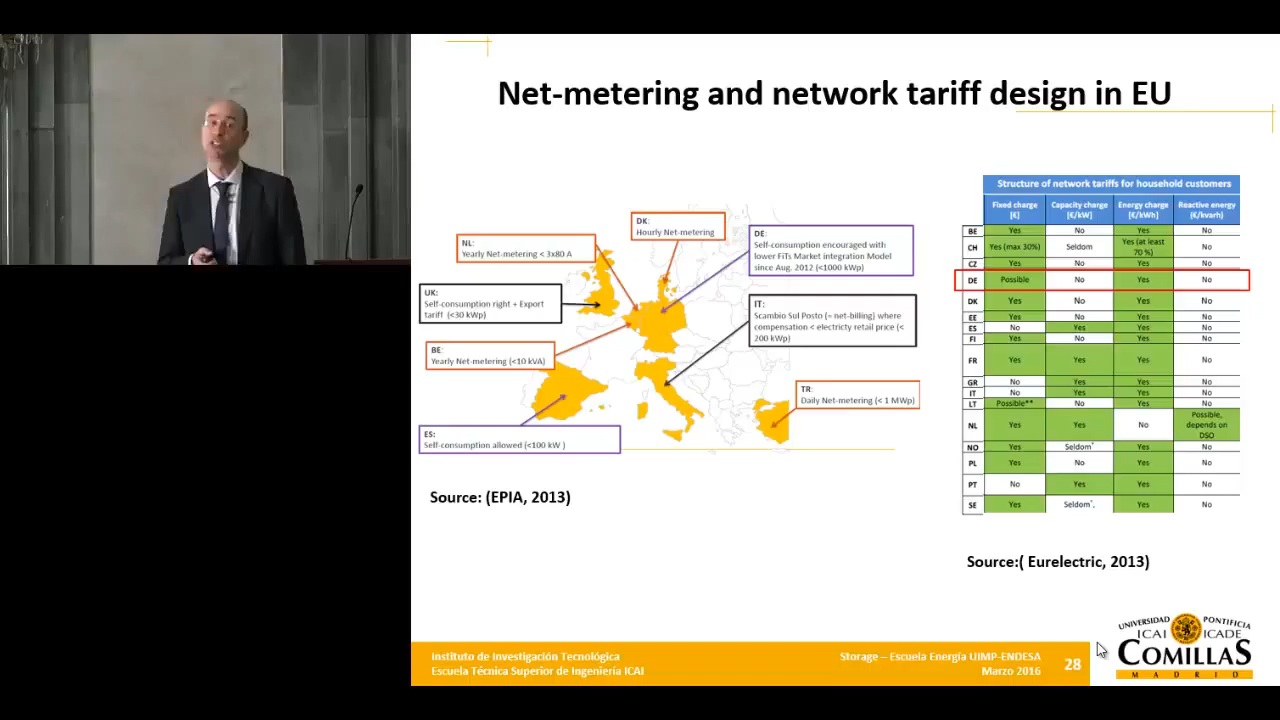 Net-metering and network tariff design in EU
DK:
Hourly Net-metering
NL:
Yearly Net-metering < 3x80 A
DE:
Self-consumption encouraged with
lower FiTs Market integration Model
since Aug. 2012 (<1000 kWp)
UK:
Self-consumption right + Export
tariff (<30 kWp)
IT:
Scambio Sul Posto (= net-billing) where
compensation < electricty retail price (<
200 kWp)
BE:
Yearly Net-metering (<10 kVA)
TR:
Daily Net-metering (< 1 MWp)
ES:
Self-consumption allowed (<100 kW )
Source: (EPIA, 2013)
Structure of network tariffs for household customers
Fixed charge [€] Capacity charge [€/kW] Energy charge [€/kWh] Reactive energy (€/kvarh)
BE Yes No Yes No
CH Yes (max 30%) Seldom Yes (at least 70 %) No
CZ Yes No Yes No
DE Possible No Yes No
DK Yes No Yes No
EE Yes No Yes No
ES No Yes Yes No
FI Yes No Yes No
FR Yes Yes Yes No
GR No Yes Yes No
IT No Yes Yes No
LT Possible** No Yes No
NL Yes Yes No Possible, depends on DSO
NO Yes Seldom* Yes No
PL Yes No Yes No
PT No Yes Yes No
SE Yes Seldom*, Yes No
Source:( Eurelectric, 2013)
Instituto de Investigación Tecnológica
Escuela Técnica Superior de Ingeniería ICAI
Storage – Escuela Energía UIMP-ENDESA
Marzo 2016
28
UNIVERSIDAD PONTIFICIA
ICAI ICADE
COMILLAS
MADRID